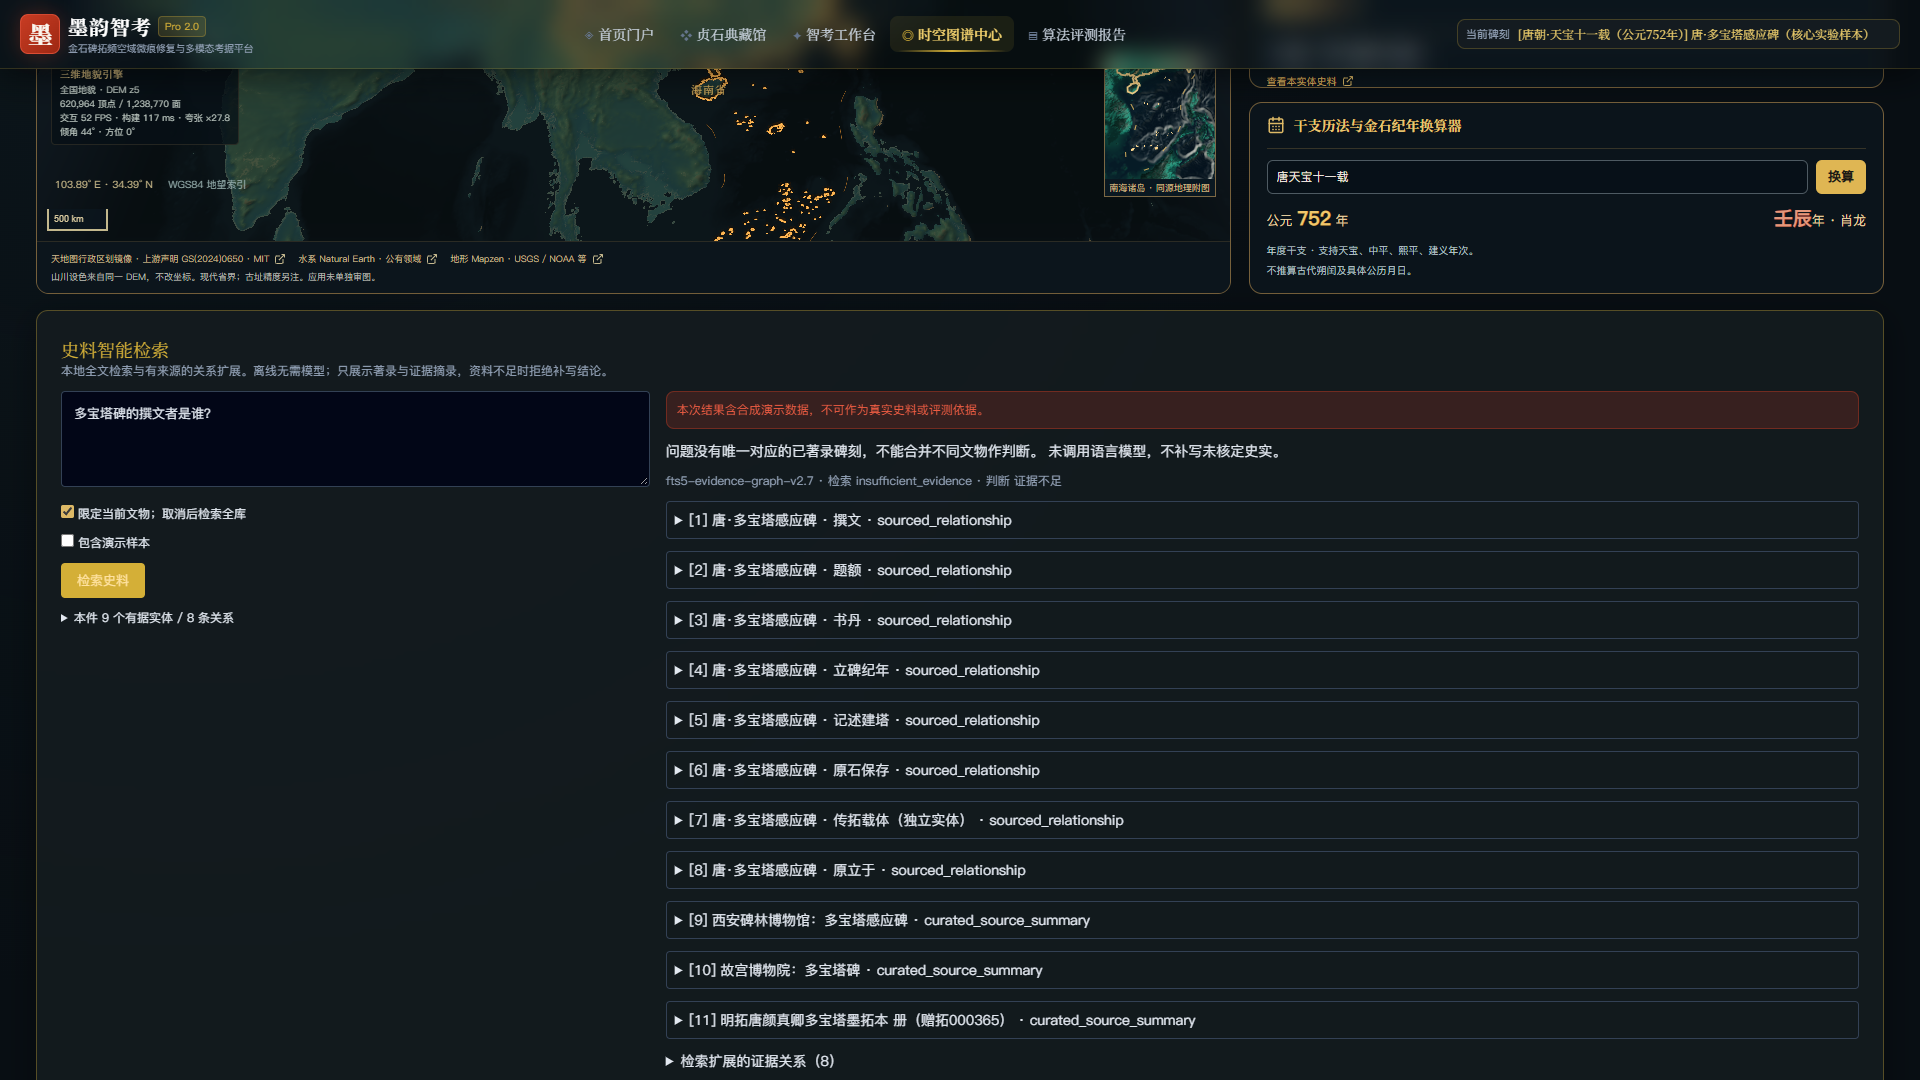 墨
墨韵智考
Pro 2.0
金石碑拓频空域微痕修复与多模态考据平台
首页门户
贞石典藏馆
智考工作台
时空图谱中心
算法评测报告
当前碑刻 [唐朝·天宝十一载（公元752年）] 唐·多宝塔感应碑（核心实验样本）
三维地貌引擎
全国地貌 · DEM z5
620,964 顶点 / 1,238,770 面
交互 52 FPS · 构建 117 ms · 夸张 ×27.8
倾角 44° · 方位 0°
海南省
103.89° E · 34.39° N WGS84 地望索引
500 km
南海诸岛 · 同源地理附图
天地图行政区划镜像 · 上游声明 GS(2024)0650 · MIT 水系 Natural Earth · 公有领域 地形 Mapzen · USGS / NOAA 等
山川设色来自同一 DEM，不改坐标。现代省界；古址精度另注。应用未单独审图。
查看本实体史料
干支历法与金石纪年换算器
唐天宝十一载
换算
公元 752 年
壬辰年 · 肖龙
年度干支 · 支持天宝、中平、熙平、建义年次。
不推算古代朔闰及具体公历月日。
史料智能检索
本地全文检索与有来源的关系扩展。离线无需模型；只展示著录与证据摘录，资料不足时拒绝补写结论。
多宝塔碑的撰文者是谁？
限定当前文物；取消后检索全库
包含演示样本
检索史料
本件 9 个有据实体 / 8 条关系
本次结果含合成演示数据，不可作为真实史料或评测依据。
问题没有唯一对应的已著录碑刻，不能合并不同文物作判断。 未调用语言模型，不补写未核定史实。
fts5-evidence-graph-v2.7 · 检索 insufficient_evidence · 判断 证据不足
[1] 唐·多宝塔感应碑 · 撰文 · sourced_relationship
[2] 唐·多宝塔感应碑 · 题额 · sourced_relationship
[3] 唐·多宝塔感应碑 · 书丹 · sourced_relationship
[4] 唐·多宝塔感应碑 · 立碑纪年 · sourced_relationship
[5] 唐·多宝塔感应碑 · 记述建塔 · sourced_relationship
[6] 唐·多宝塔感应碑 · 原石保存 · sourced_relationship
[7] 唐·多宝塔感应碑 · 传拓载体（独立实体） · sourced_relationship
[8] 唐·多宝塔感应碑 · 原立于 · sourced_relationship
[9] 西安碑林博物馆：多宝塔感应碑 · curated_source_summary
[10] 故宫博物院：多宝塔碑 · curated_source_summary
[11] 明拓唐颜真卿多宝塔墨拓本 册（赠拓000365） · curated_source_summary
检索扩展的证据关系（8）